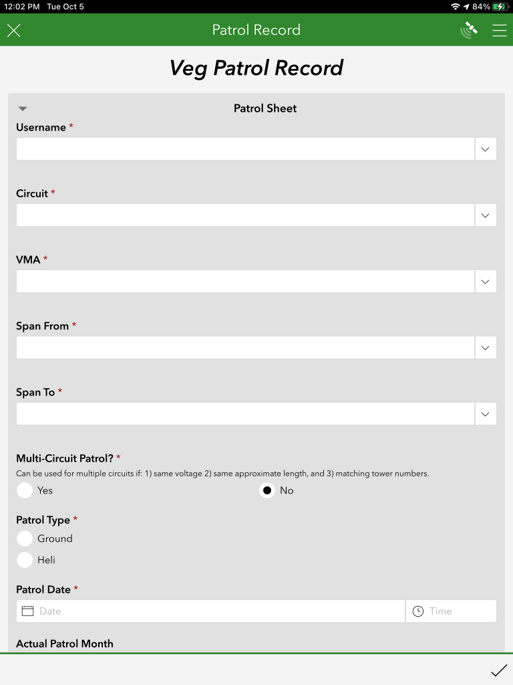 12:02 PM Tue Oct 5 84%
Patrol Record
Veg Patrol Record
Patrol Sheet
Username *
Circuit *
VMA *
Span From *
Span To *
Multi-Circuit Patrol? *
Can be used for multiple circuits if: 1) same voltage 2) same approximate length, and 3) matching tower numbers.
Yes No
Patrol Type *
Ground
Heli
Patrol Date *
Date Time
Actual Patrol Month